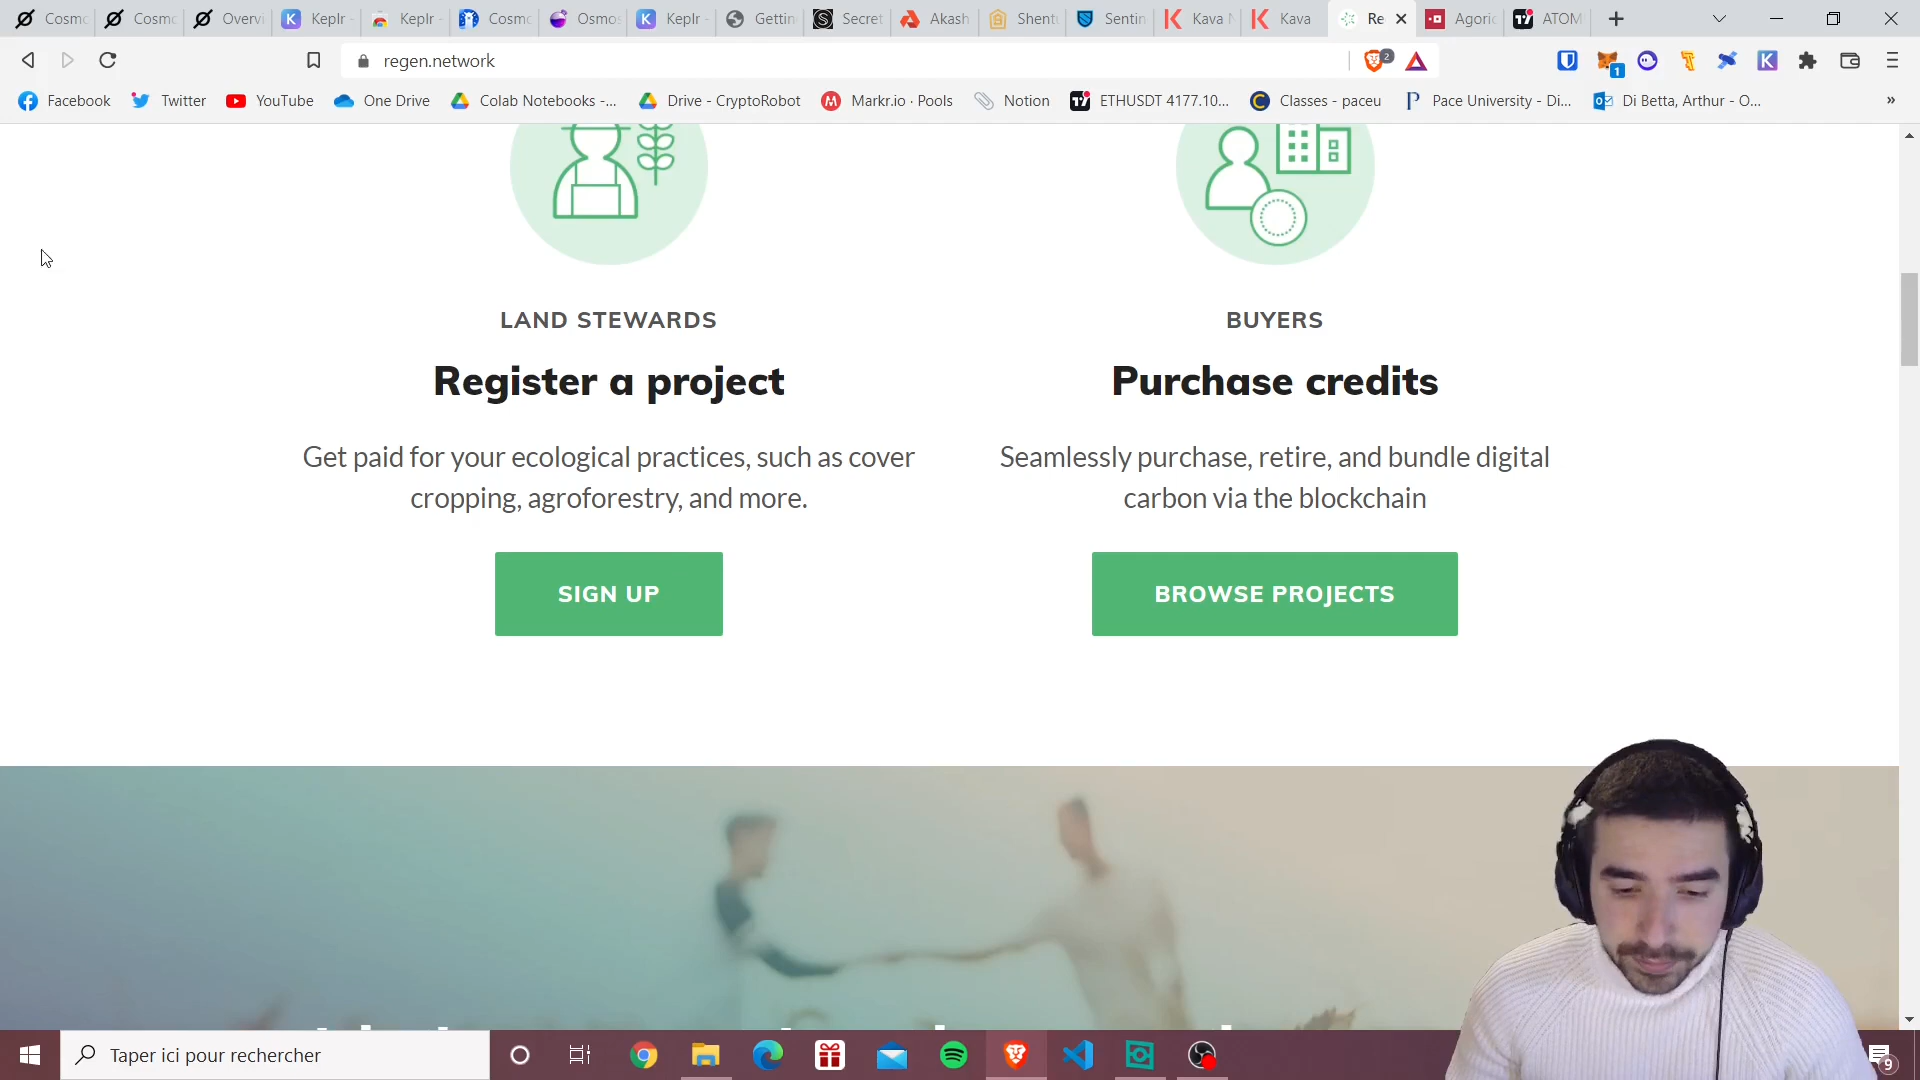 Cosmo
Cosmo
Overvi
Keplr -
Keplr -
Cosmo
Osmos
Keplr -
Gettin
Secret
Akash
Shentu
Sentin
Kava N
Kava
Re
Agoric
ATOM
regen.network
2
1
Facebook
Twitter
YouTube
One Drive
Colab Notebooks -...
Drive - CryptoRobot
Markr.io · Pools
Notion
ETHUSDT 4177.10...
Classes - paceu
Pace University - Di...
Di Betta, Arthur - O...
»
LAND STEWARDS
Register a project
Get paid for your ecological practices, such as cover
cropping, agroforestry, and more.
SIGN UP
BUYERS
Purchase credits
Seamlessly purchase, retire, and bundle digital
carbon via the blockchain
BROWSE PROJECTS
Taper ici pour rechercher
9